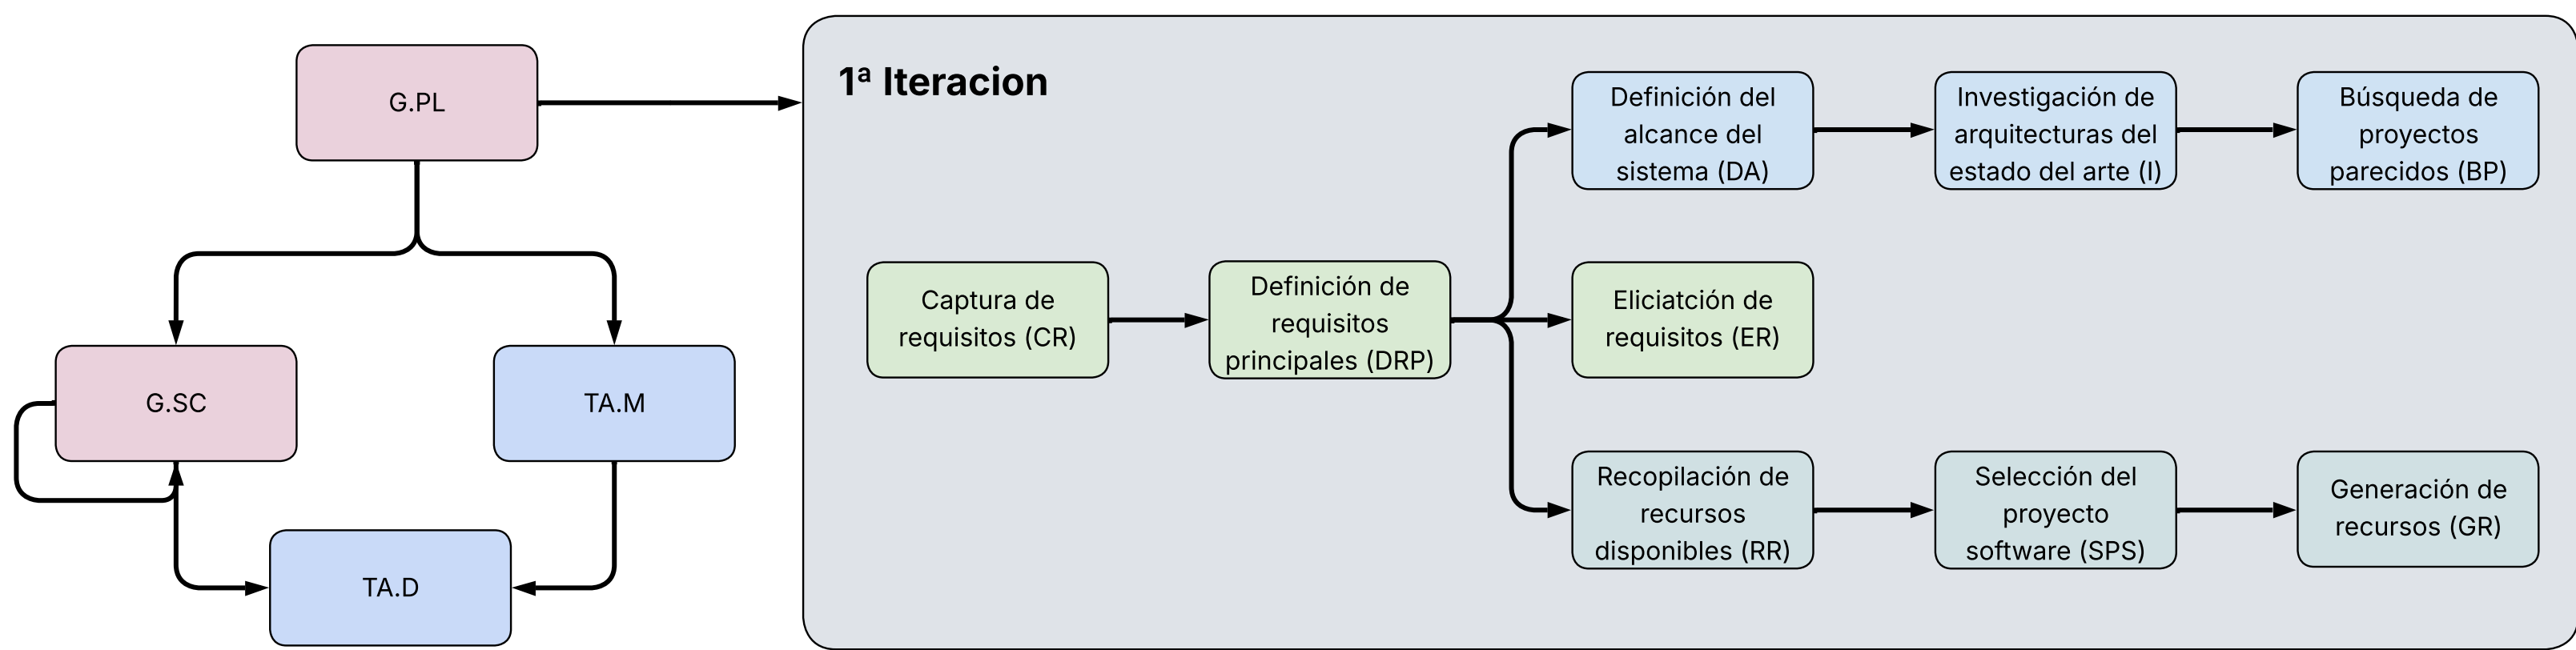 G.PL
G.SC
TA.M
TA.D
1ª Iteracion
Captura de
requisitos (CR)
Definición de
requisitos
principales (DRP)
Definición del
alcance del
sistema (DA)
Investigación de
arquitecturas del
estado del arte (I)
Búsqueda de
proyectos
parecidos (BP)
Eliciatción de
requisitos (ER)
Recopilación de
recursos
disponibles (RR)
Selección del
proyecto
software (SPS)
Generación de
recursos (GR)